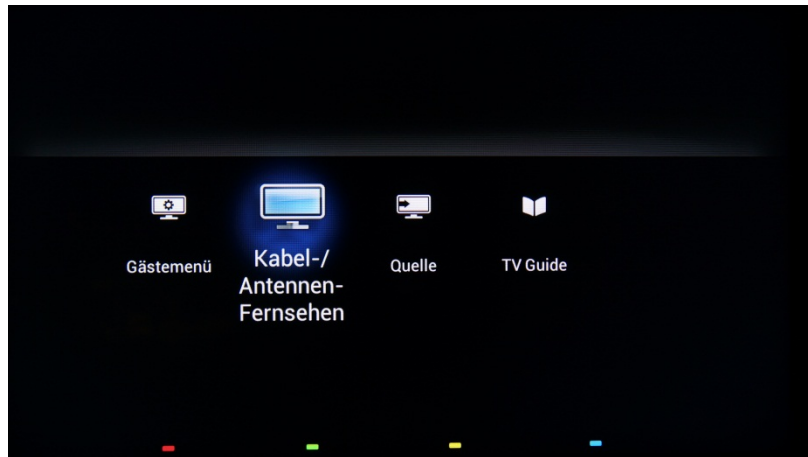 Gästemenü
Kabel-/
Antennen-
Fernsehen
Quelle
TV Guide